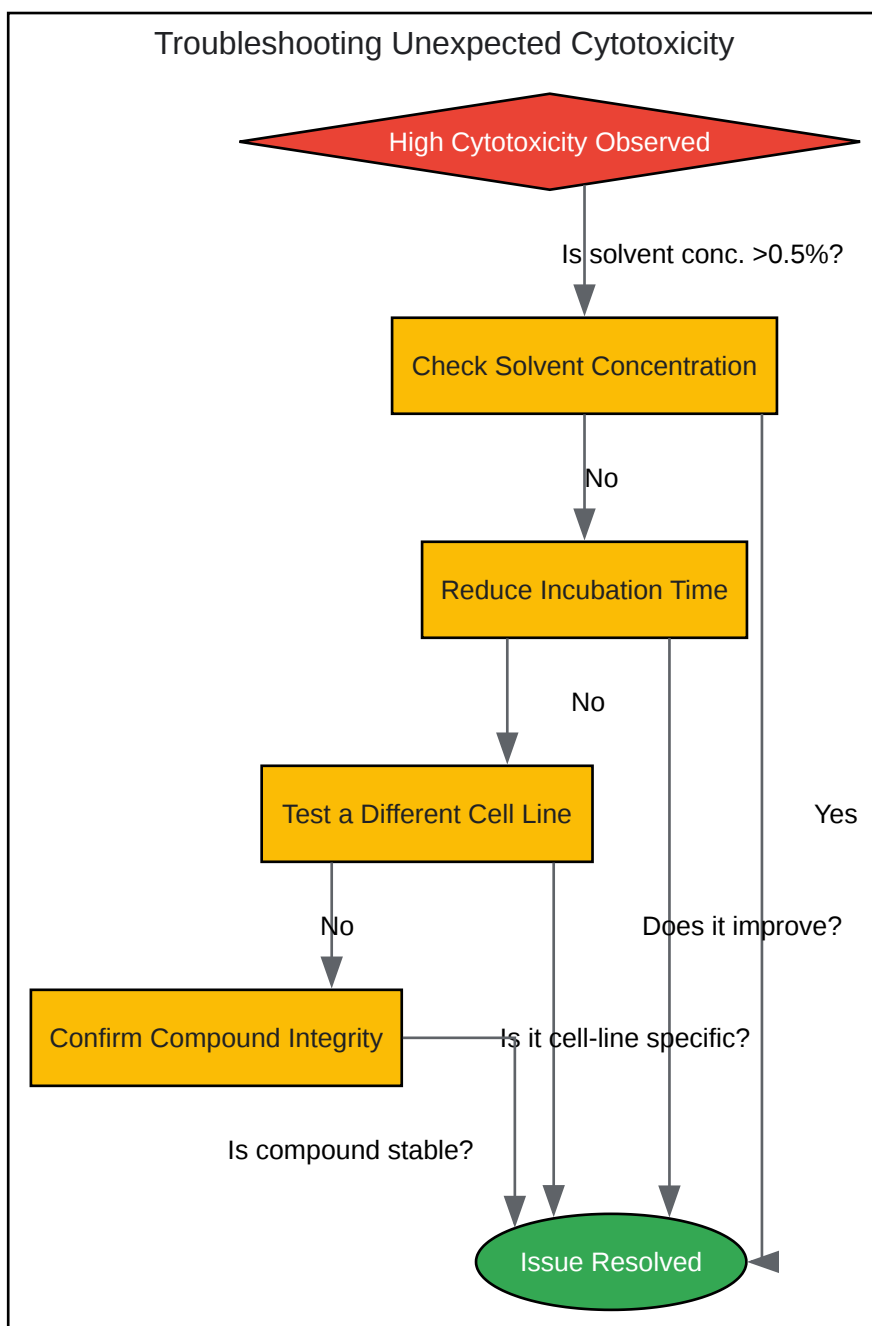 Troubleshooting Unexpected Cytotoxicity
High Cytotoxicity Observed
Is solvent conc. >0.5%?
Check Solvent Concentration
No
Reduce Incubation Time
No
Test a Different Cell Line
Yes
No
Does it improve?
Confirm Compound Integrity
Is it cell-line specific?
Is compound stable?
Issue Resolved